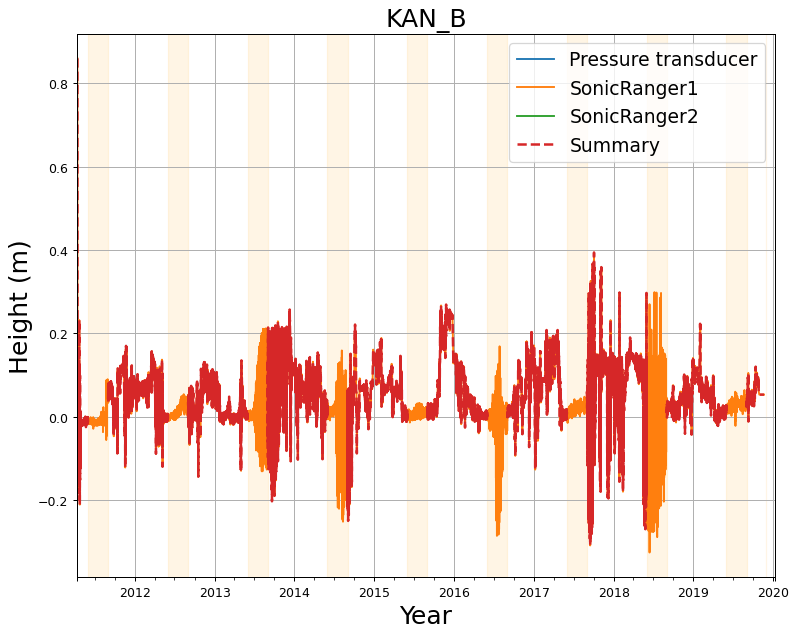 KAN_B
Pressure transducer
SonicRanger1
SonicRanger2
Summary
0.8
0.6
0.4
0.2
0.0
−0.2
Height (m)
2012 2013 2014 2015 2016 2017 2018 2019 2020
Year